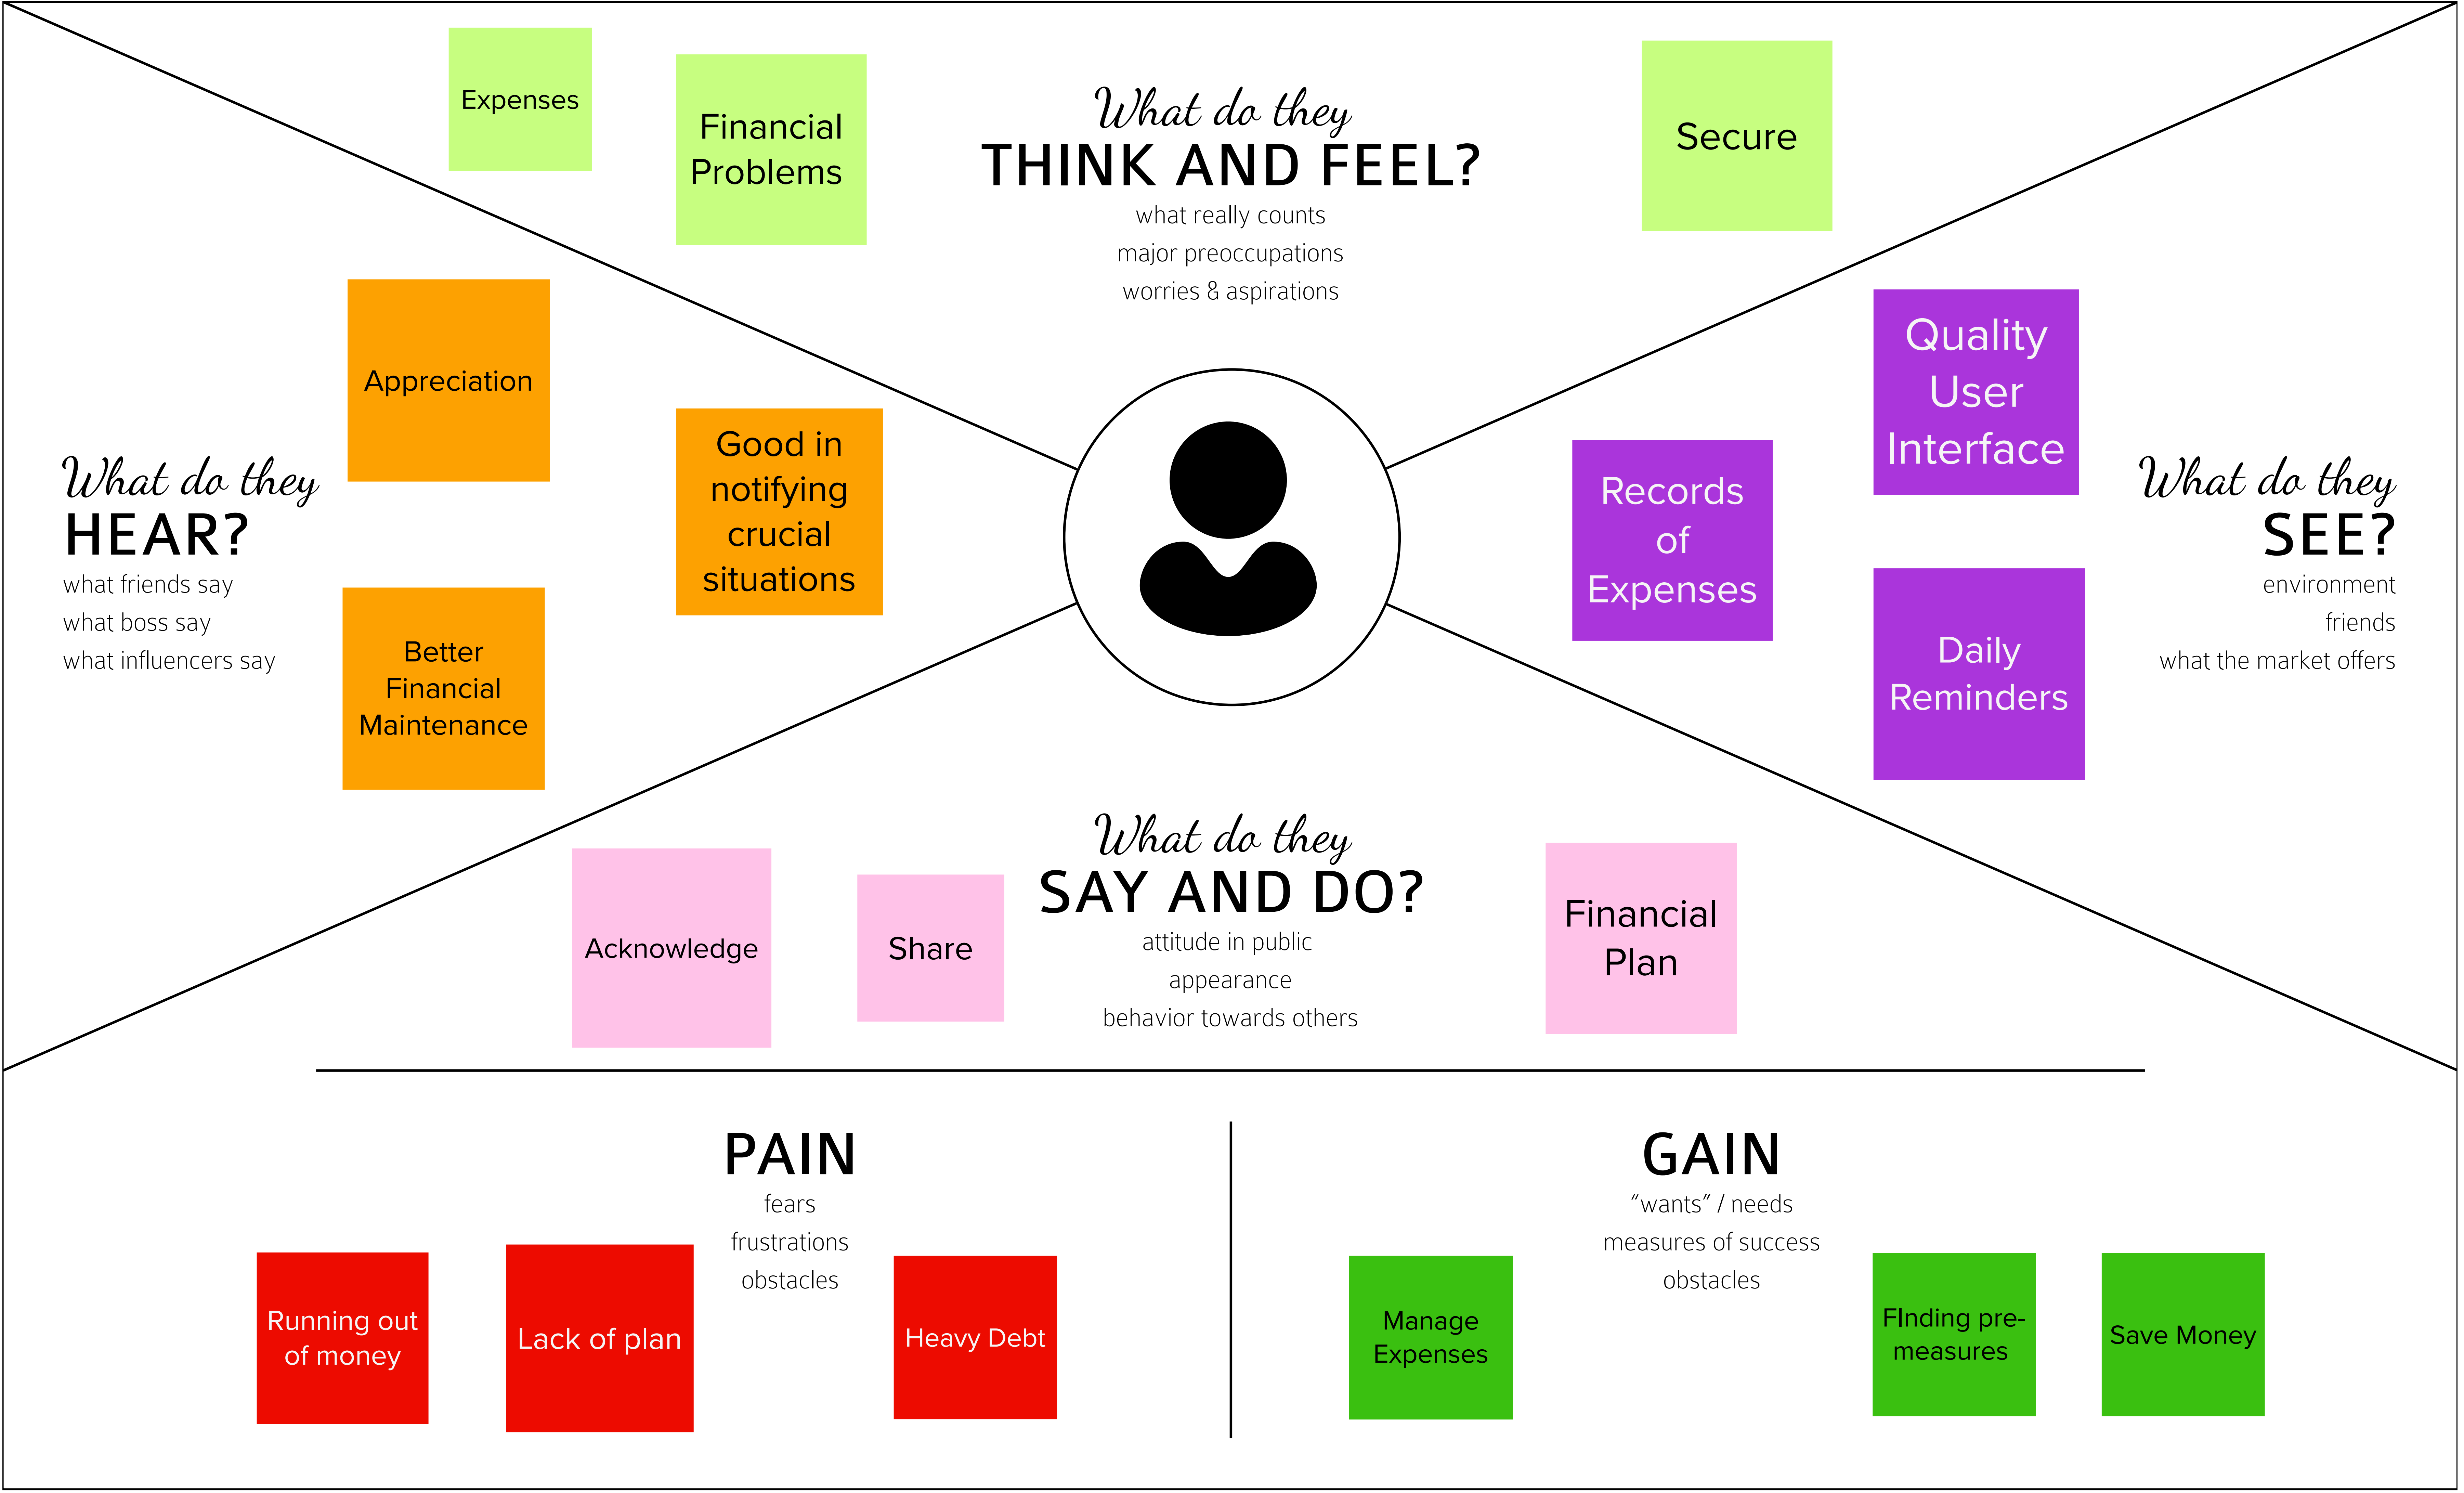 Expenses
Financial
Problems
What do they
THINK AND FEEL?
what really counts
major preoccupations
worries & aspirations
Secure
What do they
HEAR?
what friends say
what boss say
what influencers say
Appreciation
Good in
notifying
crucial
situations
Better
Financial
Maintenance
Records
of
Expenses
Quality
User
Interface
Daily
Reminders
What do they
SEE?
environment
friends
what the market offers
Acknowledge
Share
What do they
SAY AND DO?
attitude in public
appearance
behavior towards others
Financial
Plan
PAIN
fears
frustrations
obstacles
Running out
of money
Lack of plan
Heavy Debt
GAIN
“wants” / needs
measures of success
obstacles
Manage
Expenses
FInding pre-
measures
Save Money